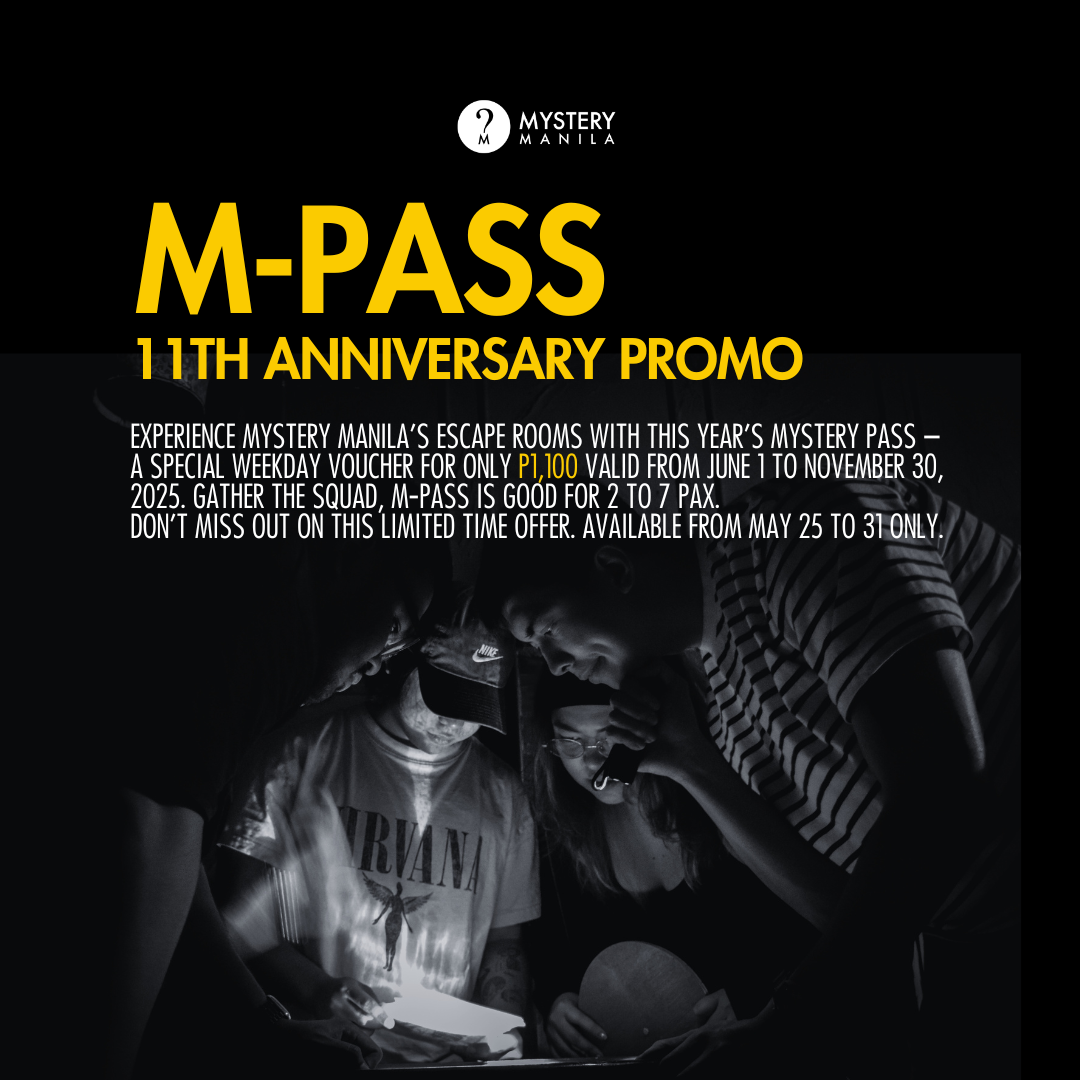 ?
M
MYSTERY
MANILA
M-PASS
11TH ANNIVERSARY PROMO
EXPERIENCE MYSTERY MANILA'S ESCAPE ROOMS WITH THIS YEAR'S MYSTERY PASS –
A SPECIAL WEEKDAY VOUCHER FOR ONLY P1,100 VALID FROM JUNE 1 TO NOVEMBER 30,
2025. GATHER THE SQUAD, M-PASS IS GOOD FOR 2 TO 7 PAX.
DON'T MISS OUT ON THIS LIMITED TIME OFFER. AVAILABLE FROM MAY 25 TO 31 ONLY.
NIKE
NIRVANA